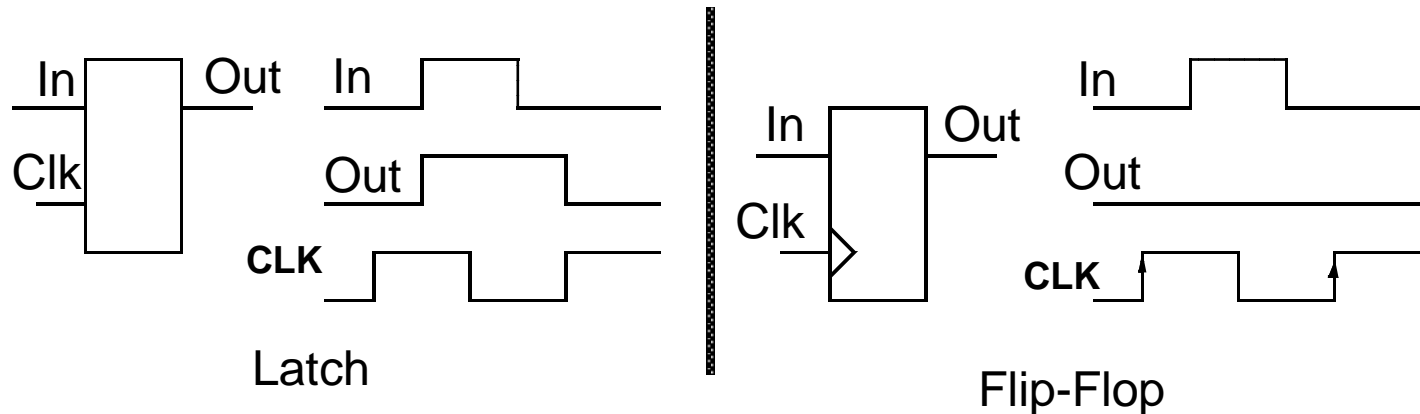 In
Out
Clk
In
Out
CLK
Latch
In
Out
Clk
In
Out
CLK
Flip-Flop